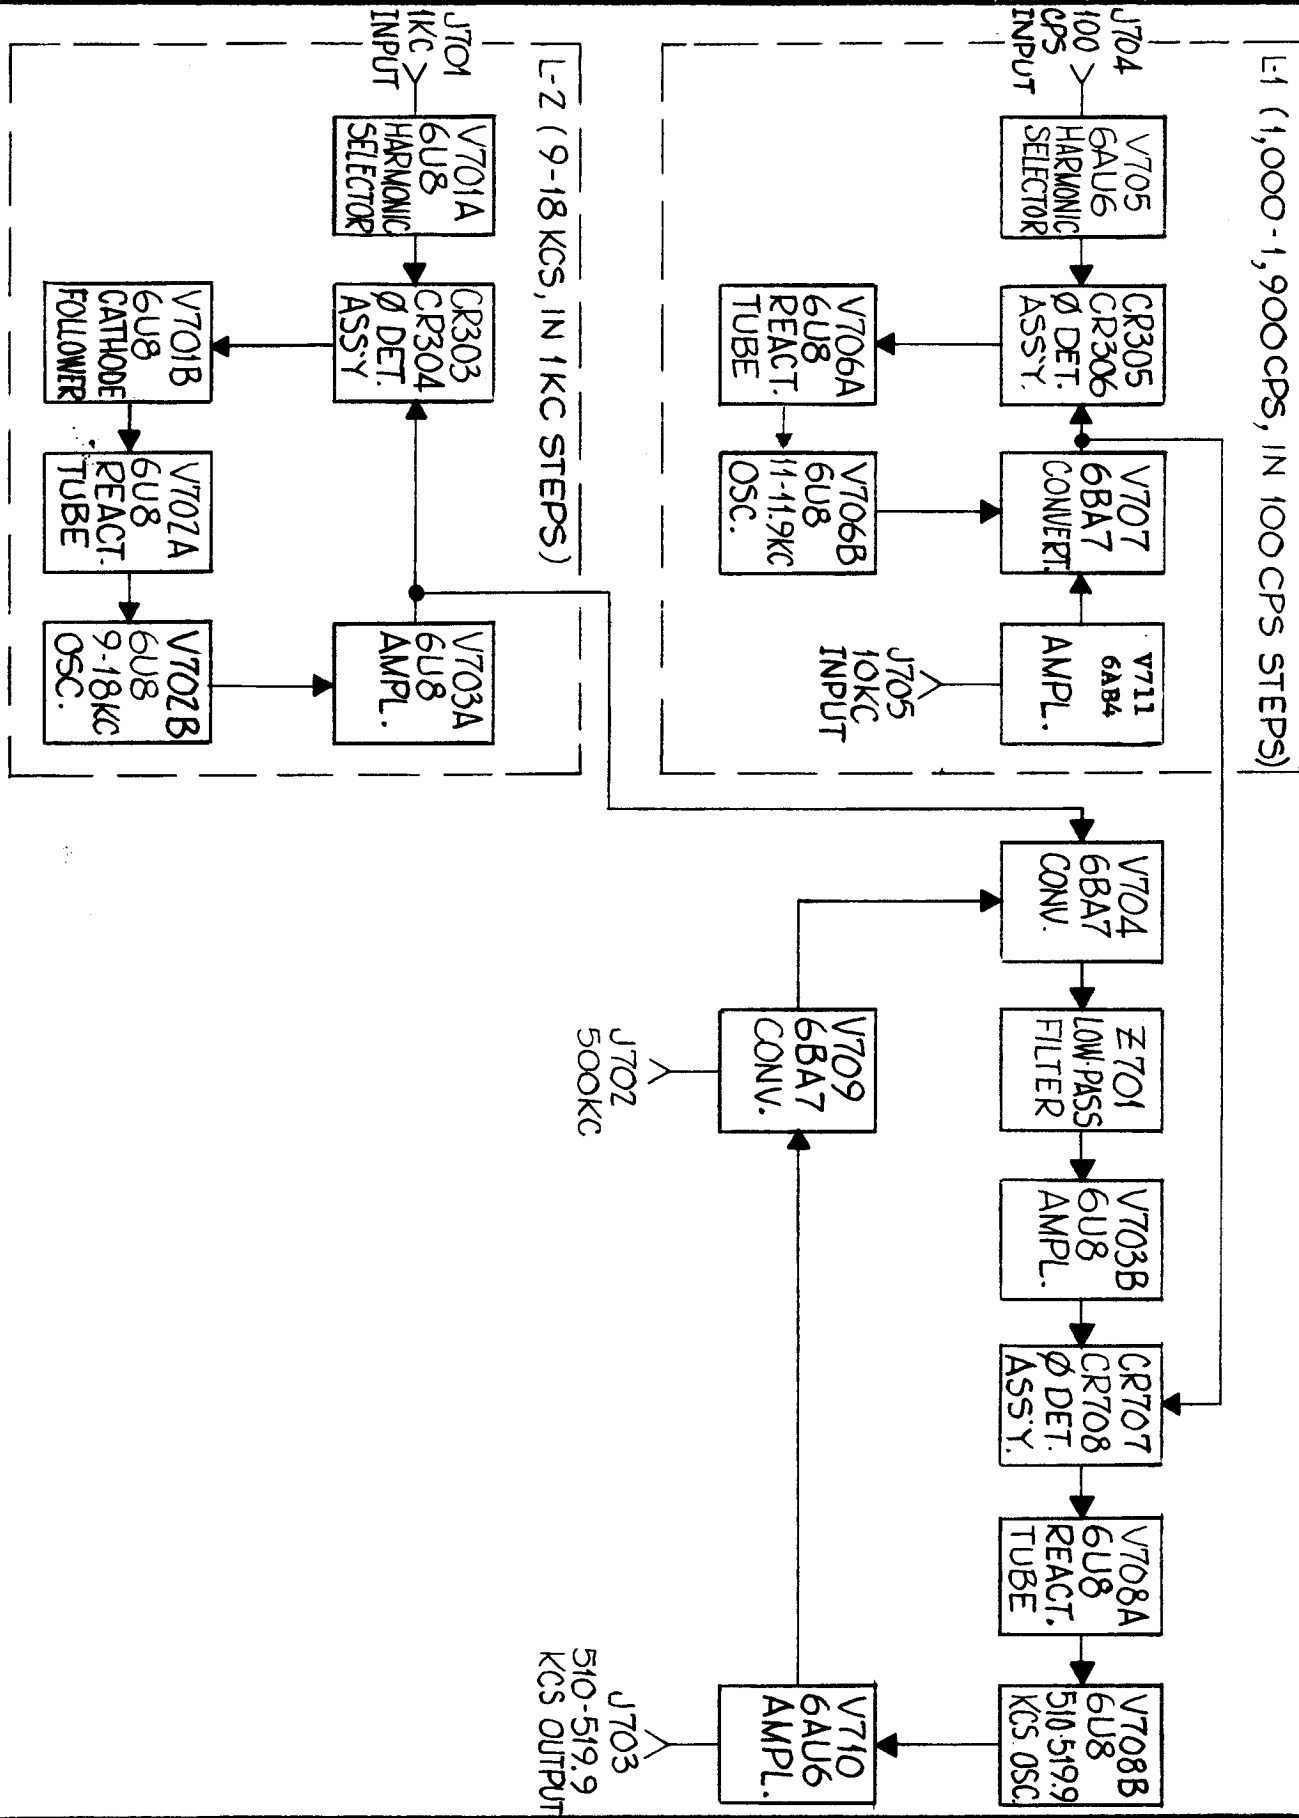 L-1 (1,000-1,900CPS, IN 100 CPS STEPS)
J704
100
CPS
INPUT
V705
6AU6
HARMONIC
SELECTOR
CR305
CR306
Ø DET.
ASS'Y.
V707
6BA7
CONVERT.
V711
6AB4
AMPL.
V706A
6U8
REACT.
TUBE
V706B
6U8
11-11.9KC
OSC.
J705
10KC
INPUT
L-2 (9-18 KCS, IN 1 KC STEPS)
J701
1KC
INPUT
V701A
6U8
HARMONIC
SELECTOR
CR303
CR304
Ø DET.
ASS'Y
V703A
6U8
AMPL.
V701B
6U8
CATHODE
FOLLOWER
V702A
6U8
REACT.
TUBE
V702B
6U8
9-18KC
OSC.
V704
6BA7
CONV.
Z701
LOW-PASS
FILTER
V703B
6U8
AMPL.
CR707
CR708
Ø DET.
ASS'Y.
V708A
6U8
REACT.
TUBE
V708B
6U8
510-519.9
KCS OSC.
V709
6BA7
CONV.
V710
6AU6
AMPL.
J702
500KC
J703
510-519.9
KCS OUTPUT